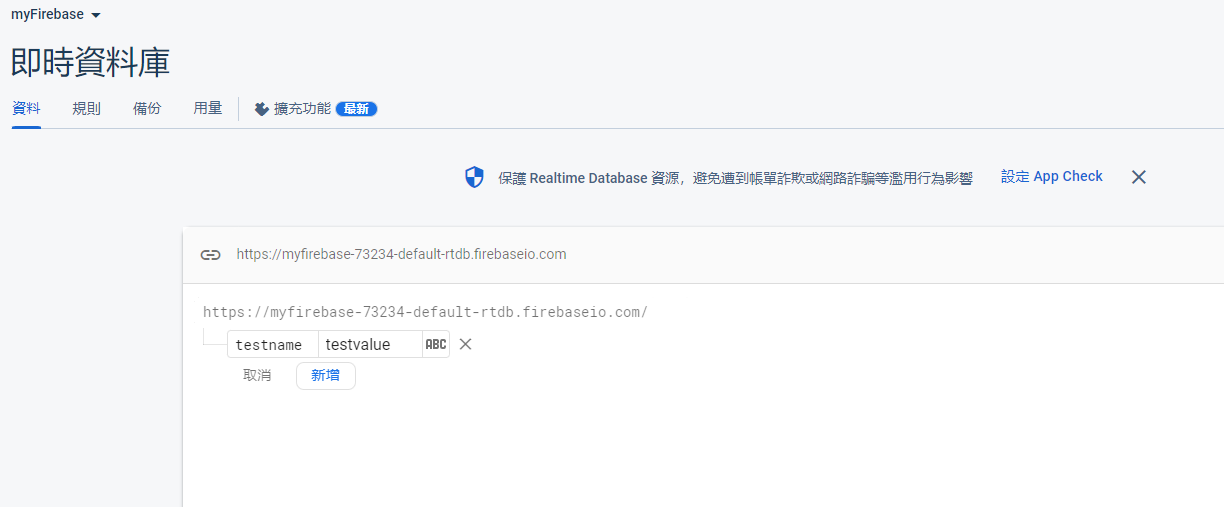 myFirebase
即時資料庫
資料 規則 備份 用量 擴充功能 最新
保護 Realtime Database 資源，避免遭到帳單詐欺或網路詐騙等濫用行為影響 設定 App Check
https://myfirebase-73234-default-rtdb.firebaseio.com
https://myfirebase-73234-default-rtdb.firebaseio.com/
testname testvalue ABC
取消 新增